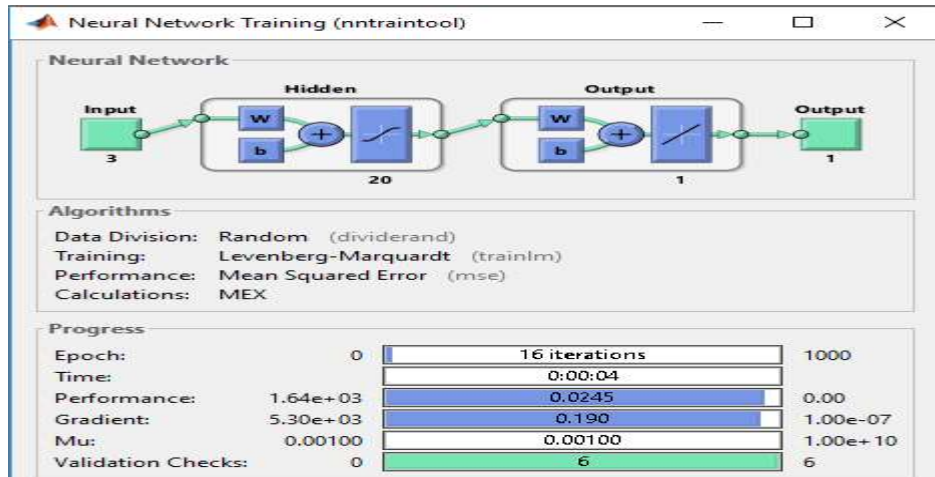 Neural Network Training (nntraintool)
Neural Network
Hidden
Output
Input
W
b
+
W
b
+
Output
3
20
1
1
Algorithms
Data Division: Random (dividerand)
Training: Levenberg-Marquardt (trainlm)
Performance: Mean Squared Error (mse)
Calculations: MEX
Progress
Epoch: 0 16 iterations 1000
Time: 0:00:04
Performance: 1.64e+03 0.0245 0.00
Gradient: 5.30e+03 0.190 1.00e-07
Mu: 0.00100 0.00100 1.00e+10
Validation Checks: 0 6 6